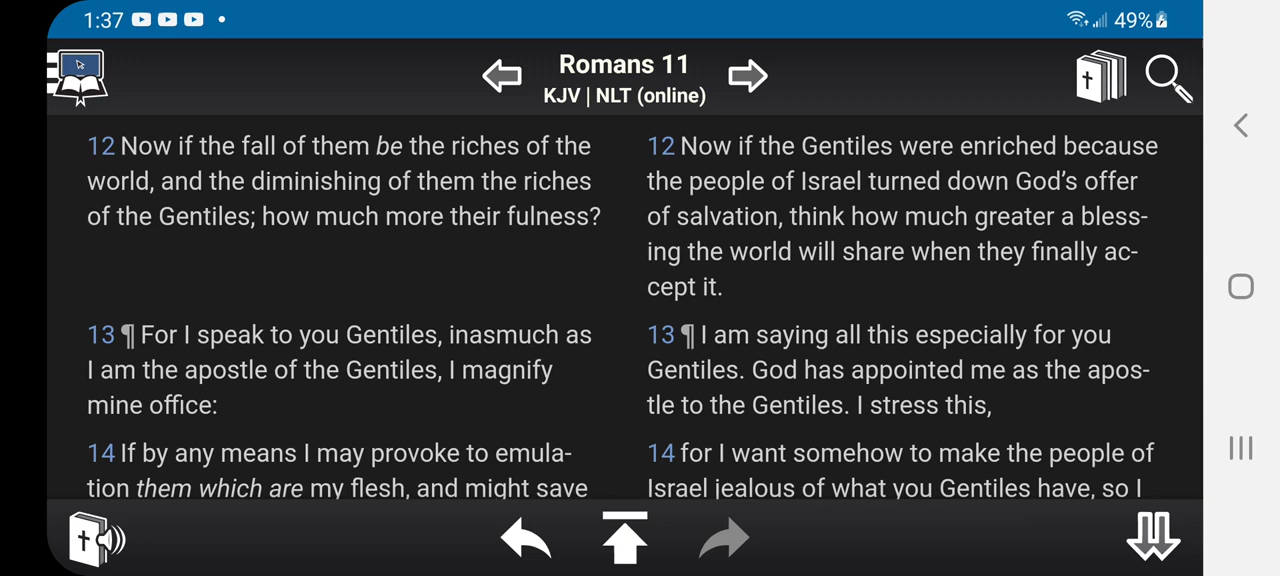 1:37
49%
Romans 11
KJV | NLT (online)
12 Now if the fall of them be the riches of the
world, and the diminishing of them the riches
of the Gentiles; how much more their fulness?
13 ¶ For I speak to you Gentiles, inasmuch as
I am the apostle of the Gentiles, I magnify
mine office:
14 If by any means I may provoke to emula-
tion them which are my flesh, and might save
12 Now if the Gentiles were enriched because
the people of Israel turned down God’s offer
of salvation, think how much greater a bless-
ing the world will share when they finally ac-
cept it.
13 ¶ I am saying all this especially for you
Gentiles. God has appointed me as the apos-
tle to the Gentiles. I stress this,
14 for I want somehow to make the people of
Israel jealous of what you Gentiles have, so I